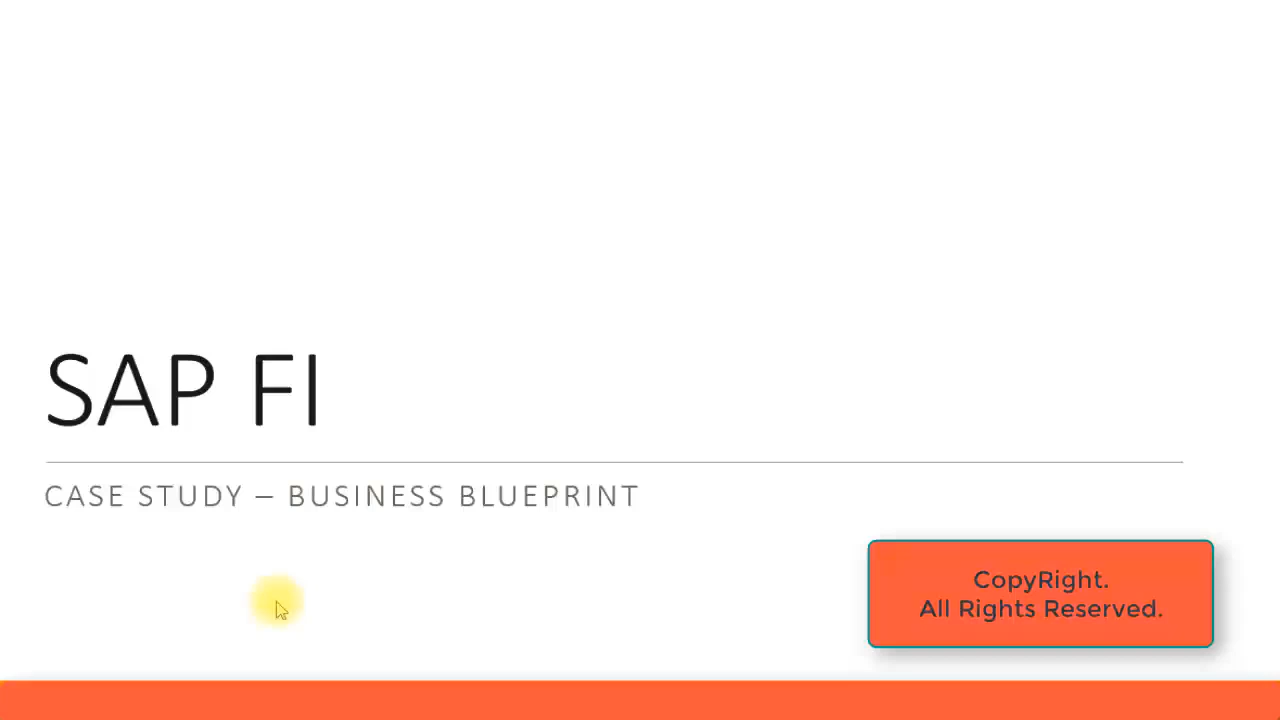 SAP FI
CASE STUDY – BUSINESS BLUEPRINT
CopyRight.
All Rights Reserved.